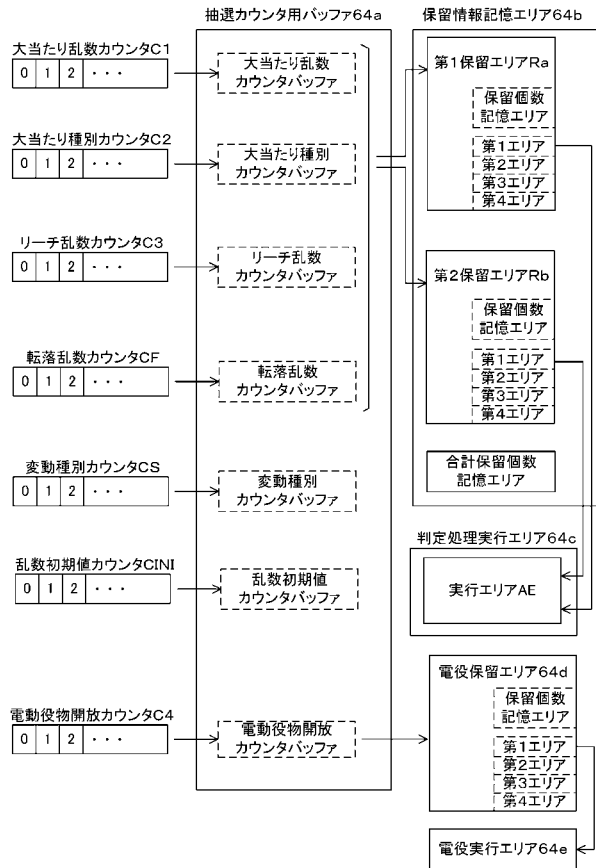 抽選カウンタ用バッファ64a
保留情報記憶エリア64b
大当たり乱数カウンタC1
0 1 2 ・・・
大当たり乱数
カウンタバッファ
大当たり種別カウンタC2
0 1 2 ・・・
大当たり種別
カウンタバッファ
リーチ乱数カウンタC3
0 1 2 ・・・
リーチ乱数
カウンタバッファ
転落乱数カウンタCF
0 1 2 ・・・
転落乱数
カウンタバッファ
変動種別カウンタCS
0 1 2 ・・・
変動種別
カウンタバッファ
乱数初期値カウンタCINI
0 1 2 ・・・
乱数初期値
カウンタバッファ
電動役物開放カウンタC4
0 1 2 ・・・
電動役物開放
カウンタバッファ
第1保留エリアRa
保留個数
記憶エリア
第1エリア
第2エリア
第3エリア
第4エリア
第2保留エリアRb
保留個数
記憶エリア
第1エリア
第2エリア
第3エリア
第4エリア
合計保留個数
記憶エリア
判定処理実行エリア64c
実行エリアAE
電役保留エリア64d
保留個数
記憶エリア
第1エリア
第2エリア
第3エリア
第4エリア
電役実行エリア64e